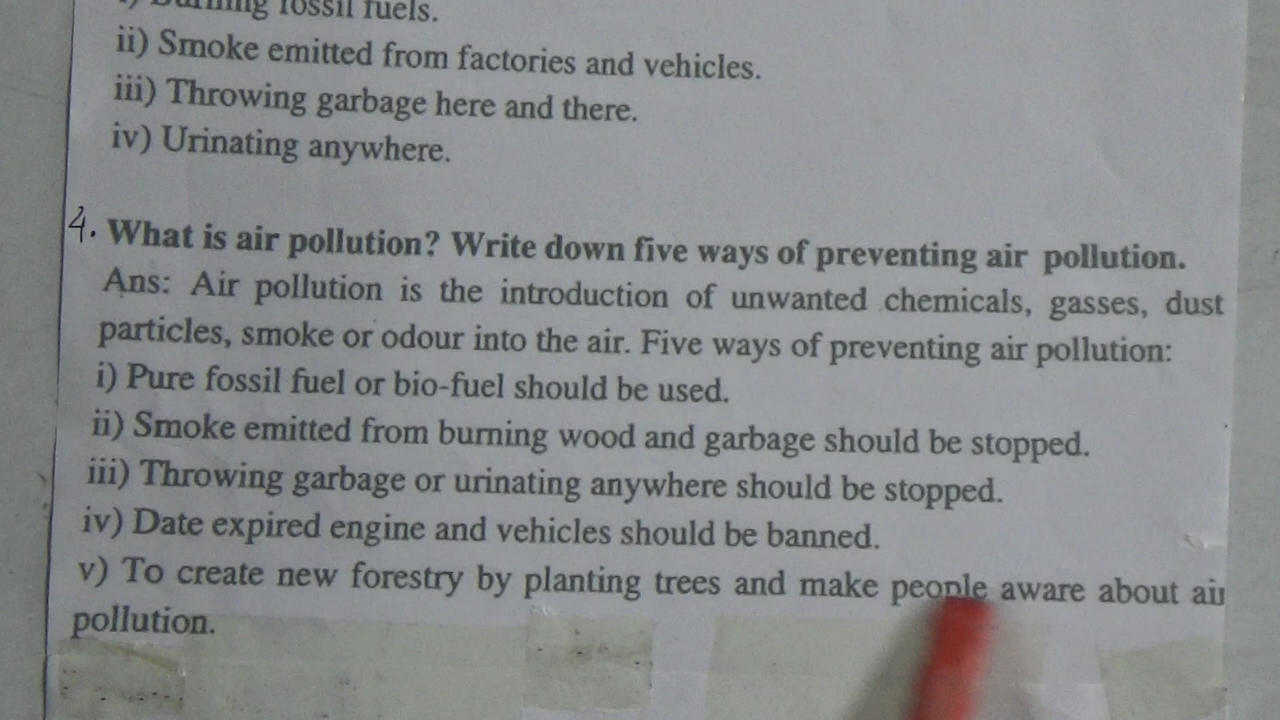 i) Burning fossil fuels.
ii) Smoke emitted from factories and vehicles.
iii) Throwing garbage here and there.
iv) Urinating anywhere.
4. What is air pollution? Write down five ways of preventing air pollution.
Ans: Air pollution is the introduction of unwanted chemicals, gasses, dust
particles, smoke or odour into the air. Five ways of preventing air pollution:
i) Pure fossil fuel or bio-fuel should be used.
ii) Smoke emitted from burning wood and garbage should be stopped.
iii) Throwing garbage or urinating anywhere should be stopped.
iv) Date expired engine and vehicles should be banned.
v) To create new forestry by planting trees and make people aware about air
pollution.